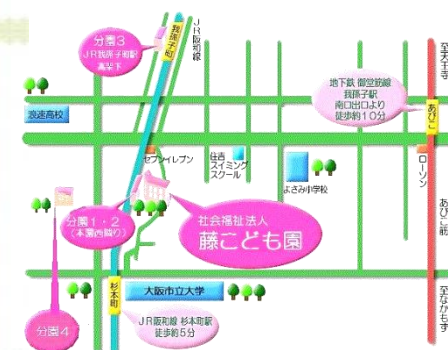 分園3
JR我孫子町駅
高架下
我孫子町
JR阪和線
至天王寺
地下鉄 御堂筋線
我孫子駅
南口出口より
徒歩約10分
あびこ
浪速高校
セブンイレブン
住吉
スイミング
スクール
よさみ小学校
ローソン
分園1・2
(本園西隣り)
社会福祉法人
藤こども園
あびこ筋
杉本町
大阪市立大学
至なかもず
分園4
JR阪和線 杉本町駅
徒歩約5分